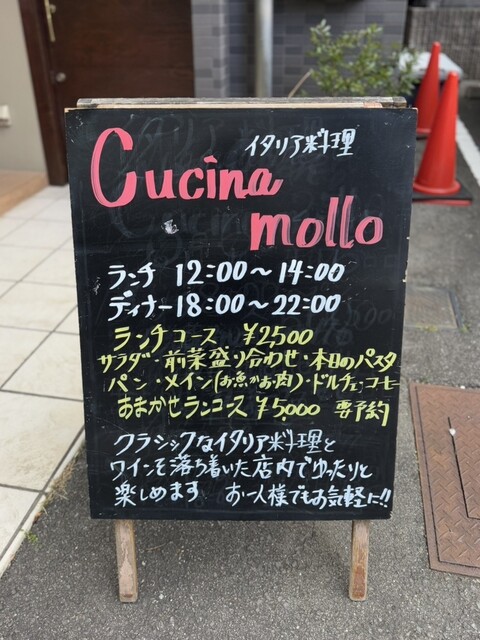 イタリア料理
Cucina
mollo
ランチ 12:00〜14:00
ディナー18:00〜22:00
ランチコース ¥2,500
サラダ・前菜盛り合わせ・本日のパスタ
パン・メイン(お魚かお肉)・ドルチェ、コーヒー
おまかせランコース ¥5,000 要予約
クラシックなイタリア料理と
ワインを落ち着いた店内でゆったりと
楽しめます お一人様でもお気軽に!!